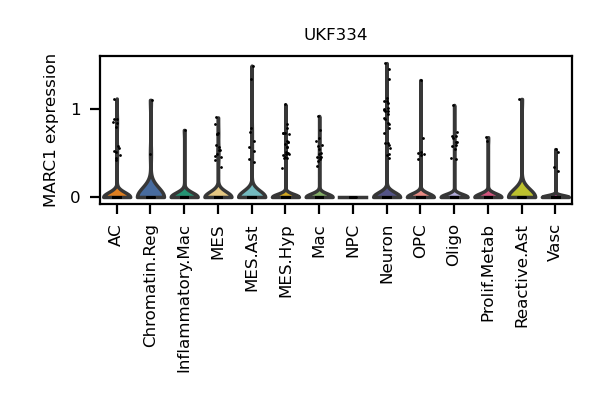 UKF334
MARC1 expression
1
0
AC
Chromatin.Reg
Inflammatory.Mac
MES
MES.Ast
MES.Hyp
Mac
NPC
Neuron
OPC
Oligo
Prolif.Metab
Reactive.Ast
Vasc